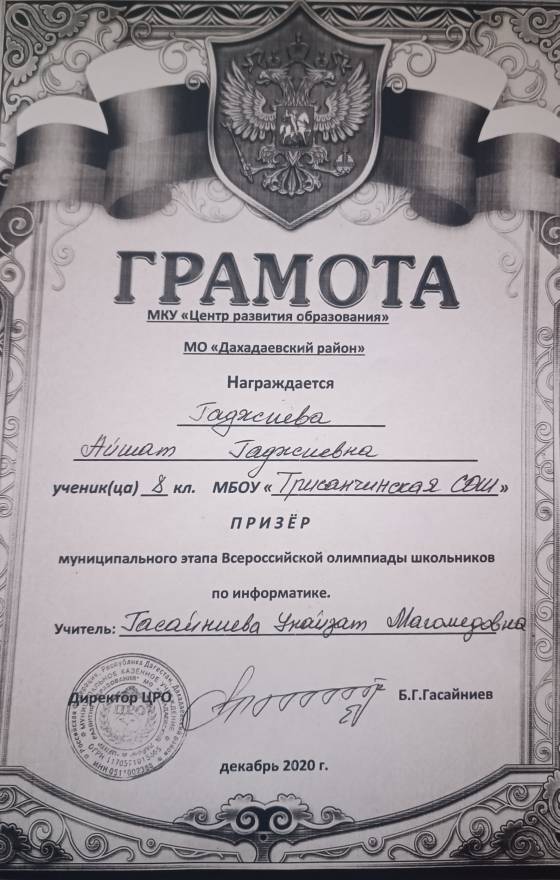 ГРАМОТА
МКУ «Центр развития образования»
МО «Дахадаевский район»
Награждается
Гаджиева
Айшат Гаджиевна
ученик(ца) 8 кл. МБОУ «Трисанчинская СОШ»
ПРИЗЁР
муниципального этапа Всероссийской олимпиады школьников
по информатике.
Учитель: Гасайниева Унайзат Магомедовна
Директор ЦРО Б.Г.Гасайниев
декабрь 2020 г.